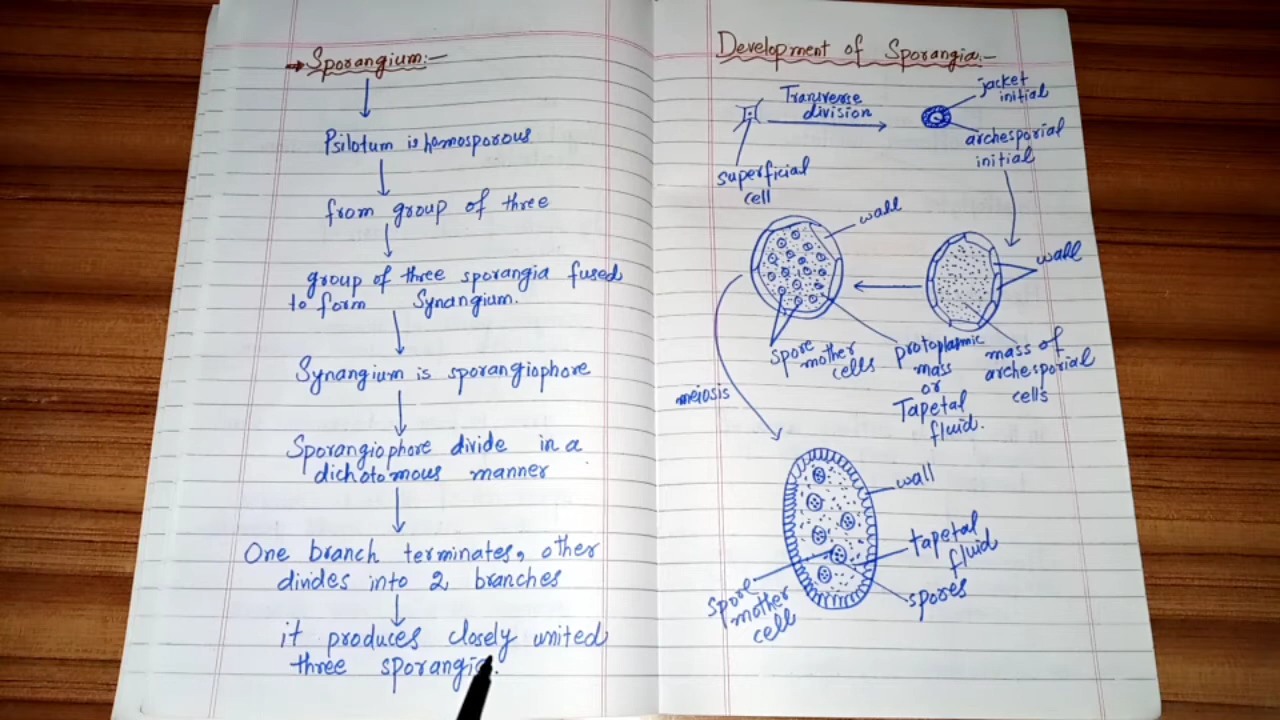 → Sporangium:-
Psilotum is homosporous
from group of three
group of three sporangia fused
to form Synangium.
Synangium is sporangiophore
Sporangiophore divide in a
dichotomous manner
One branch terminates, other
divides into 2 branches
it produces closely united
three sporangia.
Development of Sporangia:-
Transverse
division
jacket
initial
archesporial
initial
superficial
cell
wall
wall
spore
mother
cells
protoplasmic
mass
or
Tapetal
fluid.
mass of
archesporial
cells
meiosis
wall
tapetal
fluid
spores
spore
mother
cell